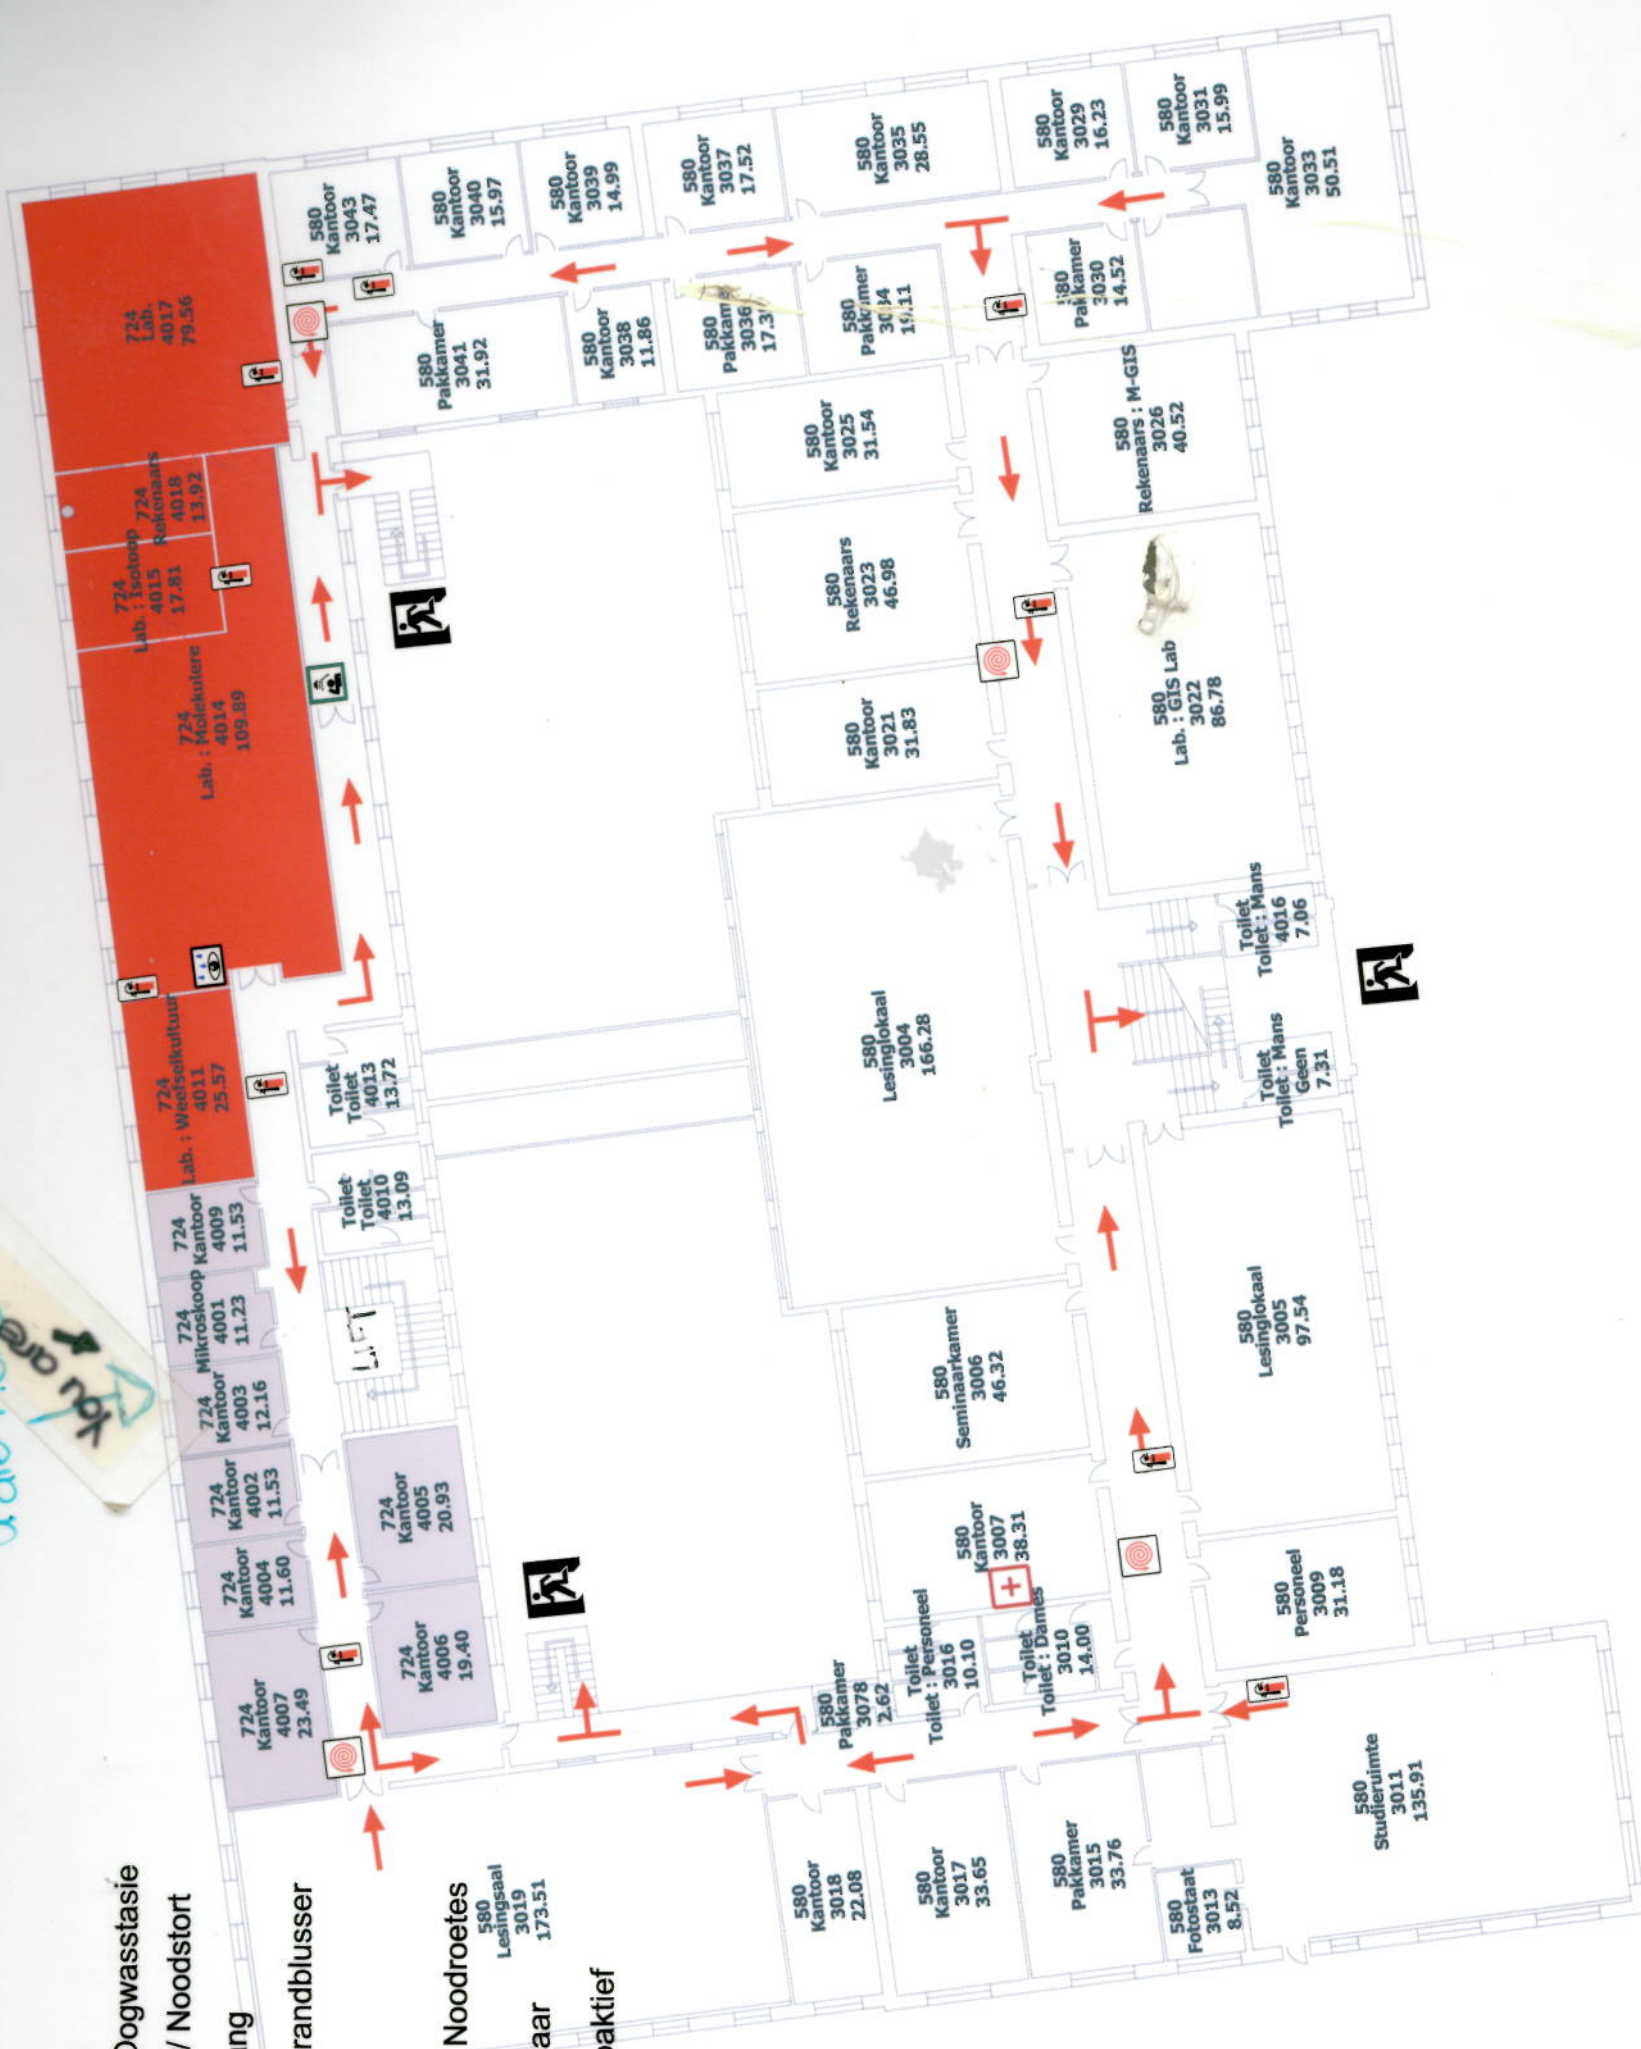 724
Lab.
4017
79.56
724
Rekenaars
4018
13.92
724
Lab. : Isotoop
4015
17.81
724
Lab. : Molekulere
4014
109.89
724
Lab. : Weefselkultuur
4011
25.57
724
Kantoor
4009
11.53
724
Mikroskoop
4001
11.23
724
Kantoor
4003
12.16
724
Kantoor
4002
11.53
724
Kantoor
4004
11.60
724
Kantoor
4007
23.49
724
Kantoor
4005
20.93
724
Kantoor
4006
19.40
Toilet
Toilet
4013
13.72
Toilet
Toilet
4010
13.09
LIFT
You are
580
Kantoor
3043
17.47
580
Kantoor
3040
15.97
580
Kantoor
3039
14.99
580
Kantoor
3037
17.52
580
Kantoor
3035
28.55
580
Kantoor
3029
16.23
580
Kantoor
3031
15.99
580
Kantoor
3033
50.51
580
Pakkamer
3041
31.92
580
Kantoor
3038
11.86
580
Pakkamer
3036
580
Pakkamer
580
Pakkamer
3030
14.52
580
Kantoor
3025
31.54
580
Rekenaars : M-GIS
3026
40.52
580
Rekenaars
3023
46.98
580
Kantoor
3021
31.83
580
Lab. : GIS Lab
3022
86.78
580
Lesinglokaal
3004
166.28
Toilet
Toilet : Mans
4016
7.06
Toilet
Toilet : Mans
Geen
7.31
580
Seminaarkamer
3006
46.32
580
Lesinglokaal
3005
97.54
580
Kantoor
3007
38.31
580
Personeel
3009
31.18
Toilet
Toilet : Personeel
3016
10.10
Toilet
Toilet : Dames
3010
14.00
580
Pakkamer
3078
2.62
580
Studieruimte
3011
135.91
580
Kantoor
3018
22.08
580
Kantoor
3017
33.65
580
Pakkamer
3015
33.76
580
Fotostaat
3013
8.52
580
Lesingsaal
3019
173.51
Oogwasstasie
/ Noodstort
ang
randblusser
Noodroetes
aar
oaktief